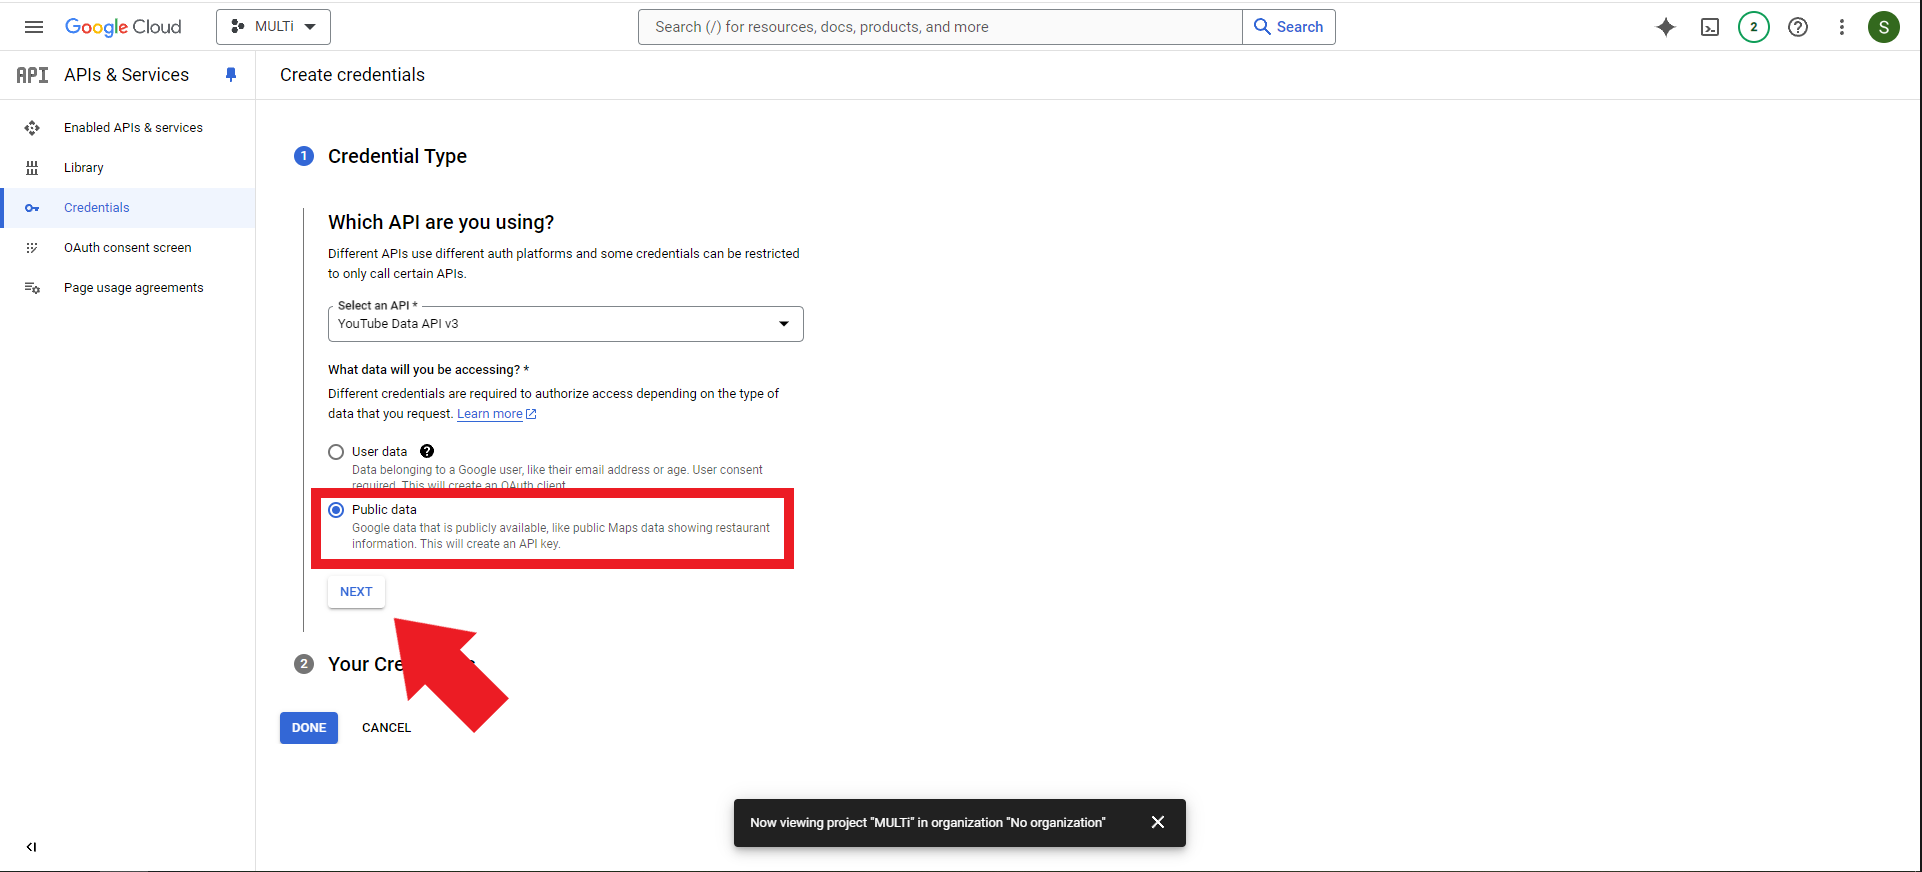 Google Cloud
MULTi
Search (/) for resources, docs, products, and more
Search
2
S
API
APIs & Services
Create credentials
Enabled APIs & services
Library
Credentials
OAuth consent screen
Page usage agreements
1
Credential Type
Which API are you using?
Different APIs use different auth platforms and some credentials can be restricted
to only call certain APIs.
Select an API *
YouTube Data API v3
What data will you be accessing? *
Different credentials are required to authorize access depending on the type of
data that you request. Learn more
User data
Data belonging to a Google user, like their email address or age. User consent
required. This will create an OAuth client.
Public data
Google data that is publicly available, like public Maps data showing restaurant
information. This will create an API key.
NEXT
2
Your
DONE
CANCEL
Now viewing project "MULTi" in organization "No organization"